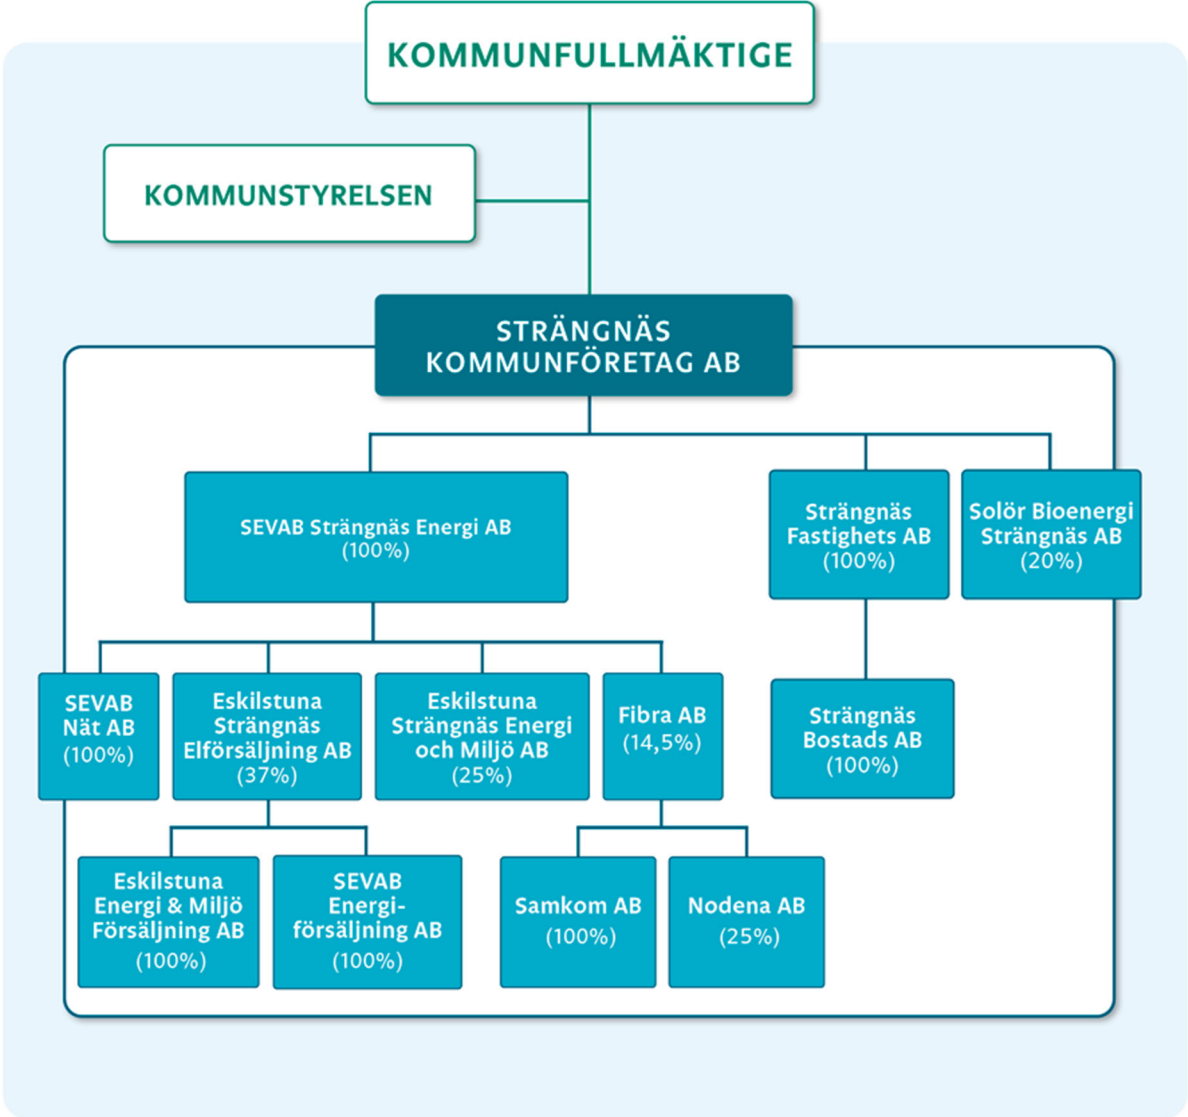 KOMMUNFULLMÄKTIGE
KOMMUNSTYRELSEN
STRÄNGNÄS
KOMMUNFÖRETAG AB
SEVAB Strängnäs Energi AB
(100%)
Strängnäs
Fastighets AB
(100%)
Solör Bioenergi
Strängnäs AB
(20%)
SEVAB
Nät AB
(100%)
Eskilstuna
Strängnäs
Elförsäljning AB
(37%)
Eskilstuna
Strängnäs Energi
och Miljö AB
(25%)
Fibra AB
(14,5%)
Strängnäs
Bostads AB
(100%)
Eskilstuna
Energi & Miljö
Försäljning AB
(100%)
SEVAB
Energi-
försäljning AB
(100%)
Samkom AB
(100%)
Nodena AB
(25%)